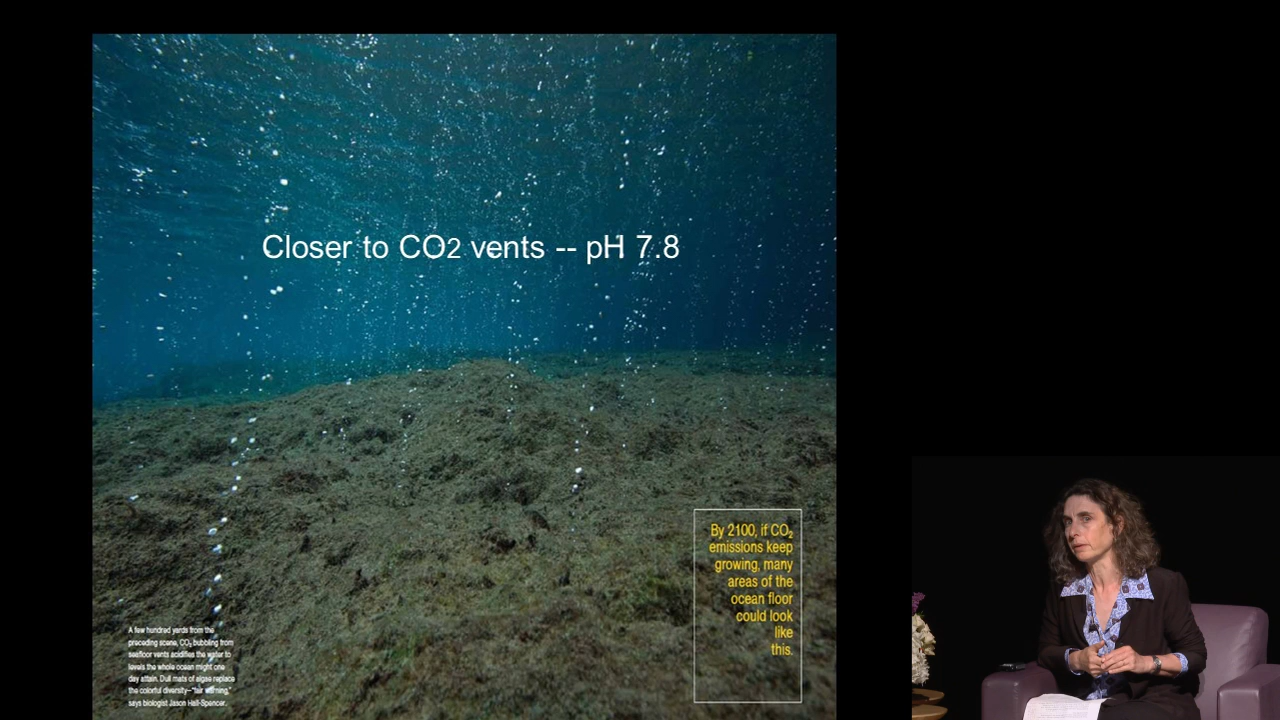 Closer to CO2 vents -- pH 7.8
By 2100, if CO₂
emissions keep
growing, many
areas of the
ocean floor
could look
like
this.
A few hundred yards from the
preceding scene, CO₂ bubbling from
seafloor vents acidifies the water to
levels the whole ocean might one
day attain. Dull mats of algae replace
the colorful diversity—"fair warning,"
says biologist Jason Hall-Spencer.